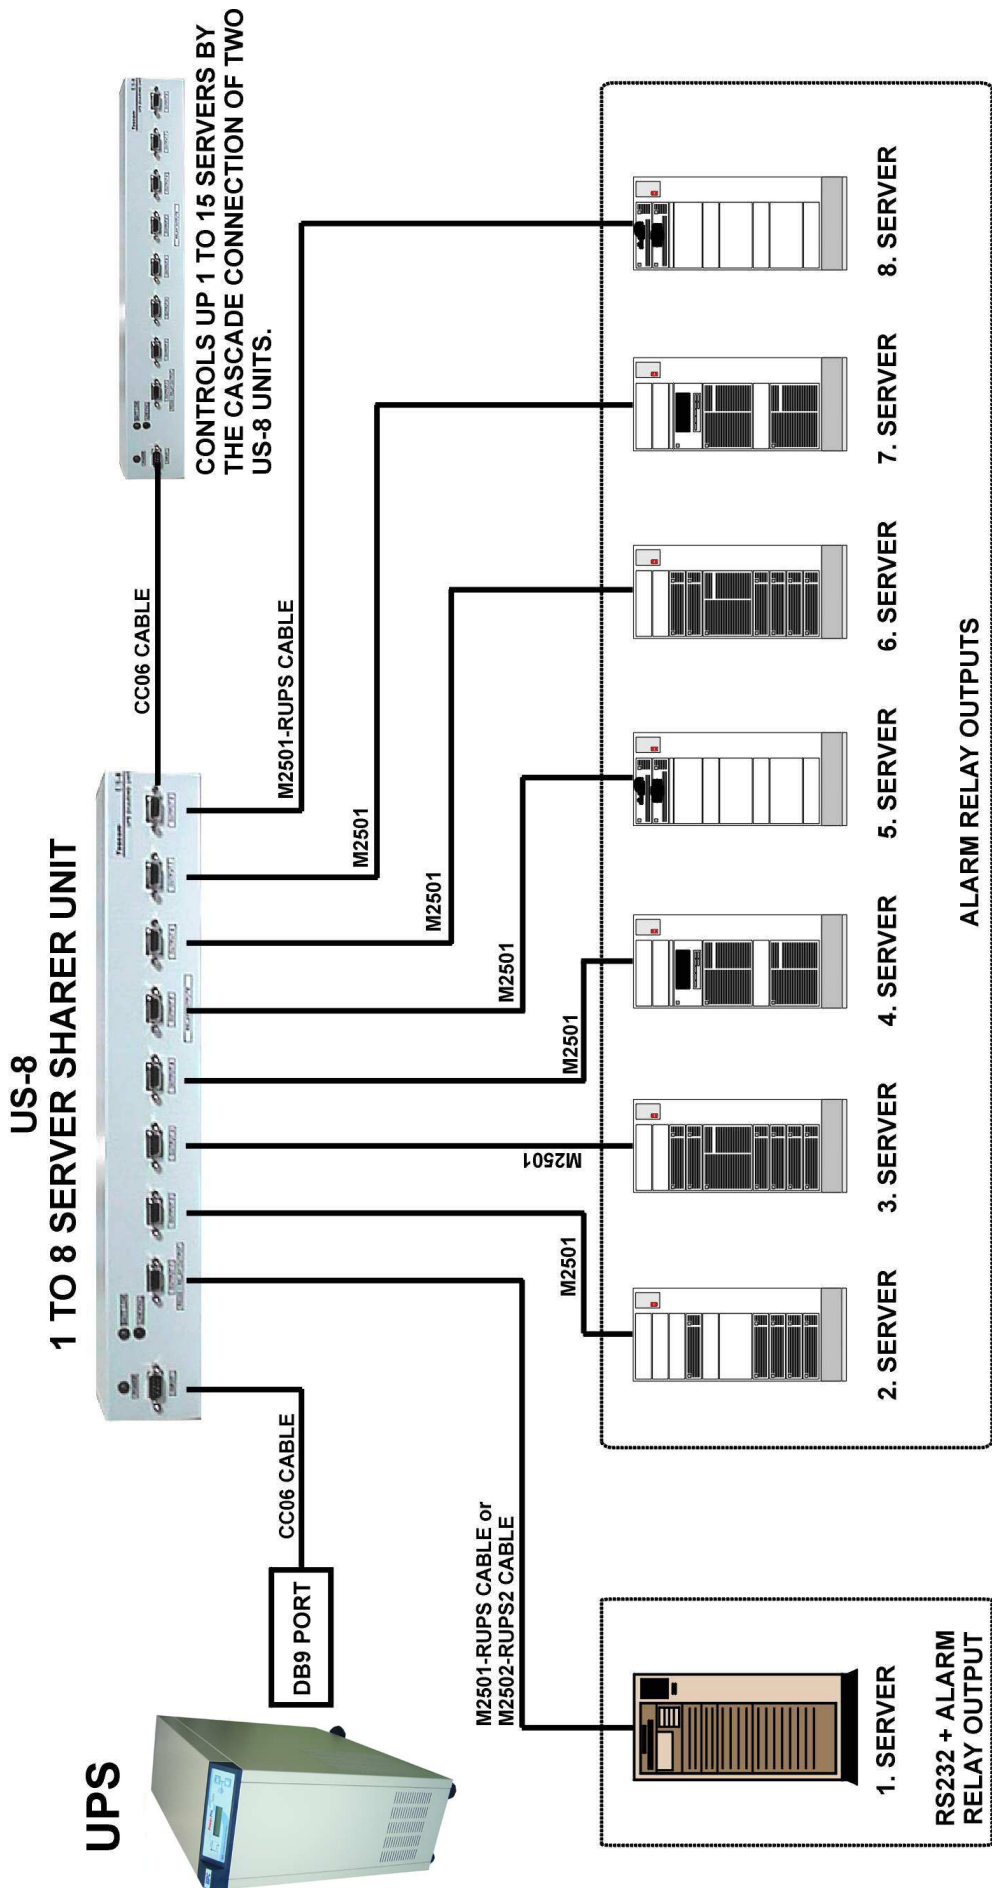 US-8
1 TO 8 SERVER SHARER UNIT
UPS
DB9 PORT
CC06 CABLE
CC06 CABLE
CONTROLS UP 1 TO 15 SERVERS BY
THE CASCADE CONNECTION OF TWO
US-8 UNITS.
M2501-RUPS CABLE or
M2502-RUPS2 CABLE
M2501
M2501
M2501
M2501
M2501
M2501
M2501-RUPS CABLE
1. SERVER
2. SERVER
3. SERVER
4. SERVER
5. SERVER
6. SERVER
7. SERVER
8. SERVER
RS232 + ALARM
RELAY OUTPUT
ALARM RELAY OUTPUTS